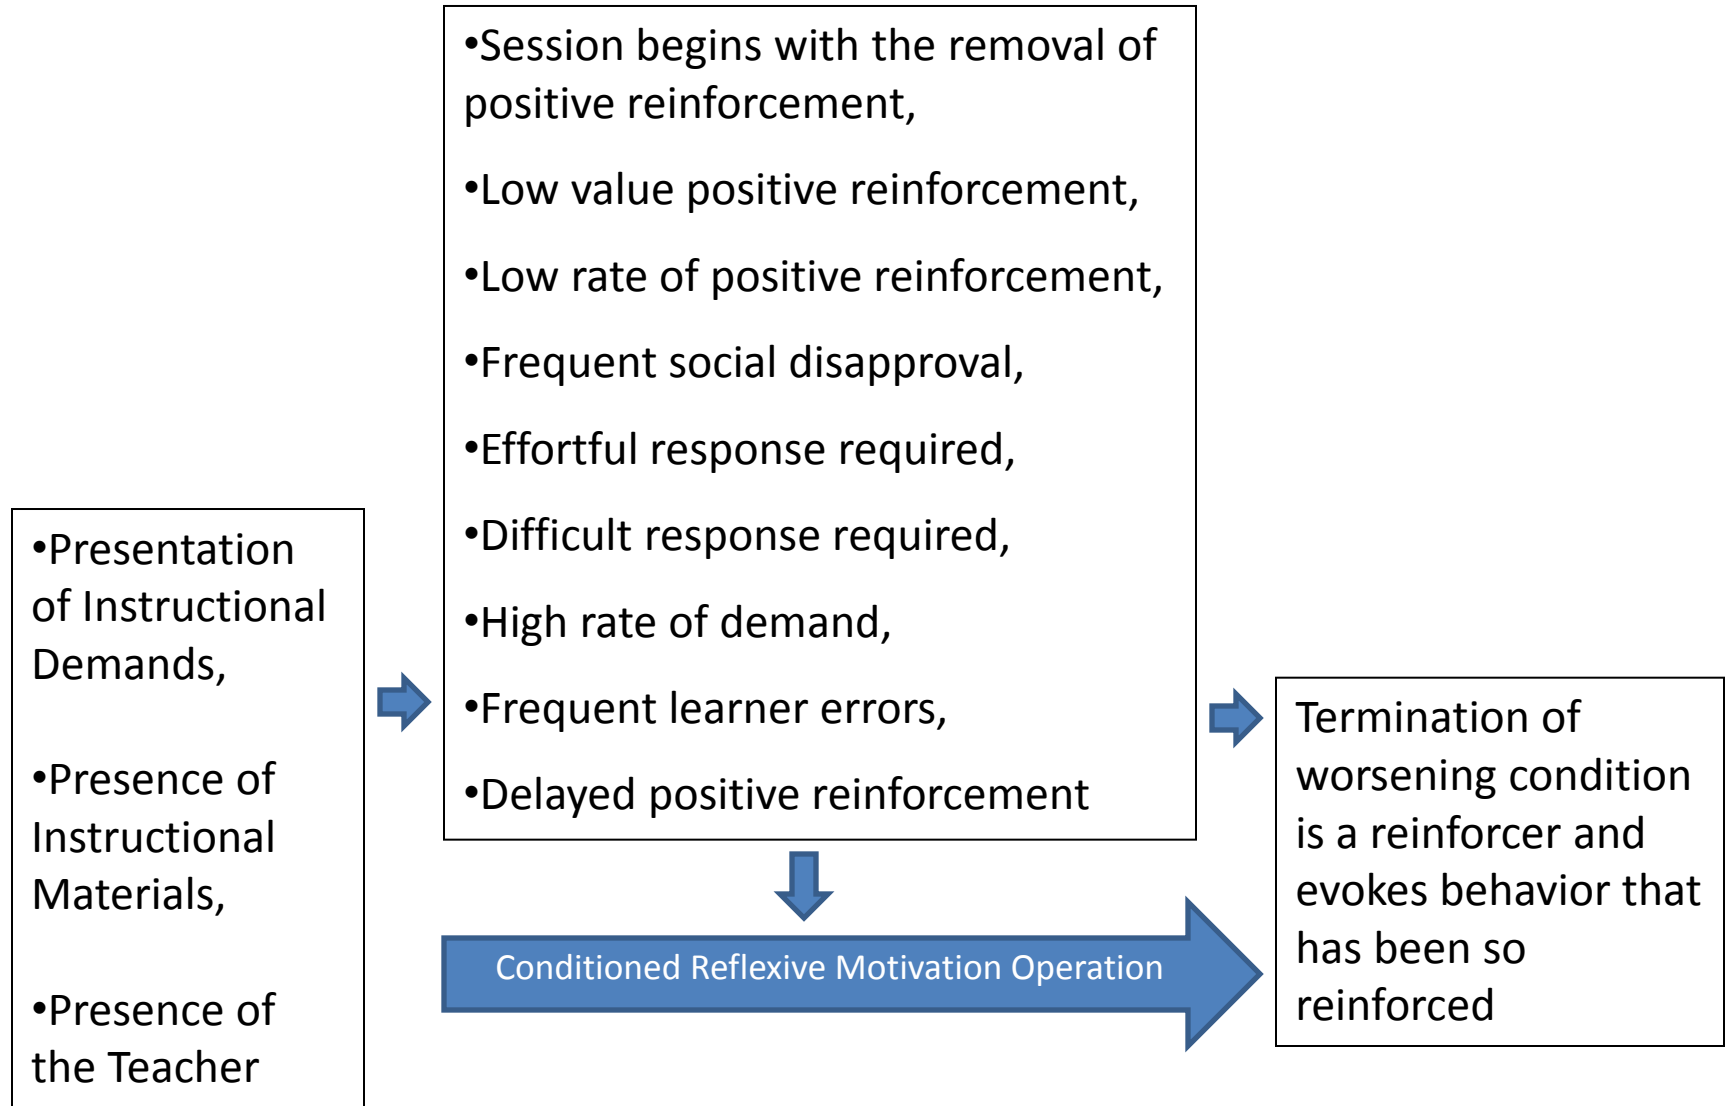 •Presentation
of Instructional
Demands,
•Presence of
Instructional
Materials,
•Presence of
the Teacher
•Session begins with the removal of
positive reinforcement,
•Low value positive reinforcement,
•Low rate of positive reinforcement,
•Frequent social disapproval,
•Effortful response required,
•Difficult response required,
•High rate of demand,
•Frequent learner errors,
•Delayed positive reinforcement
Conditioned Reflexive Motivation Operation
Termination of
worsening condition
is a reinforcer and
evokes behavior that
has been so
reinforced